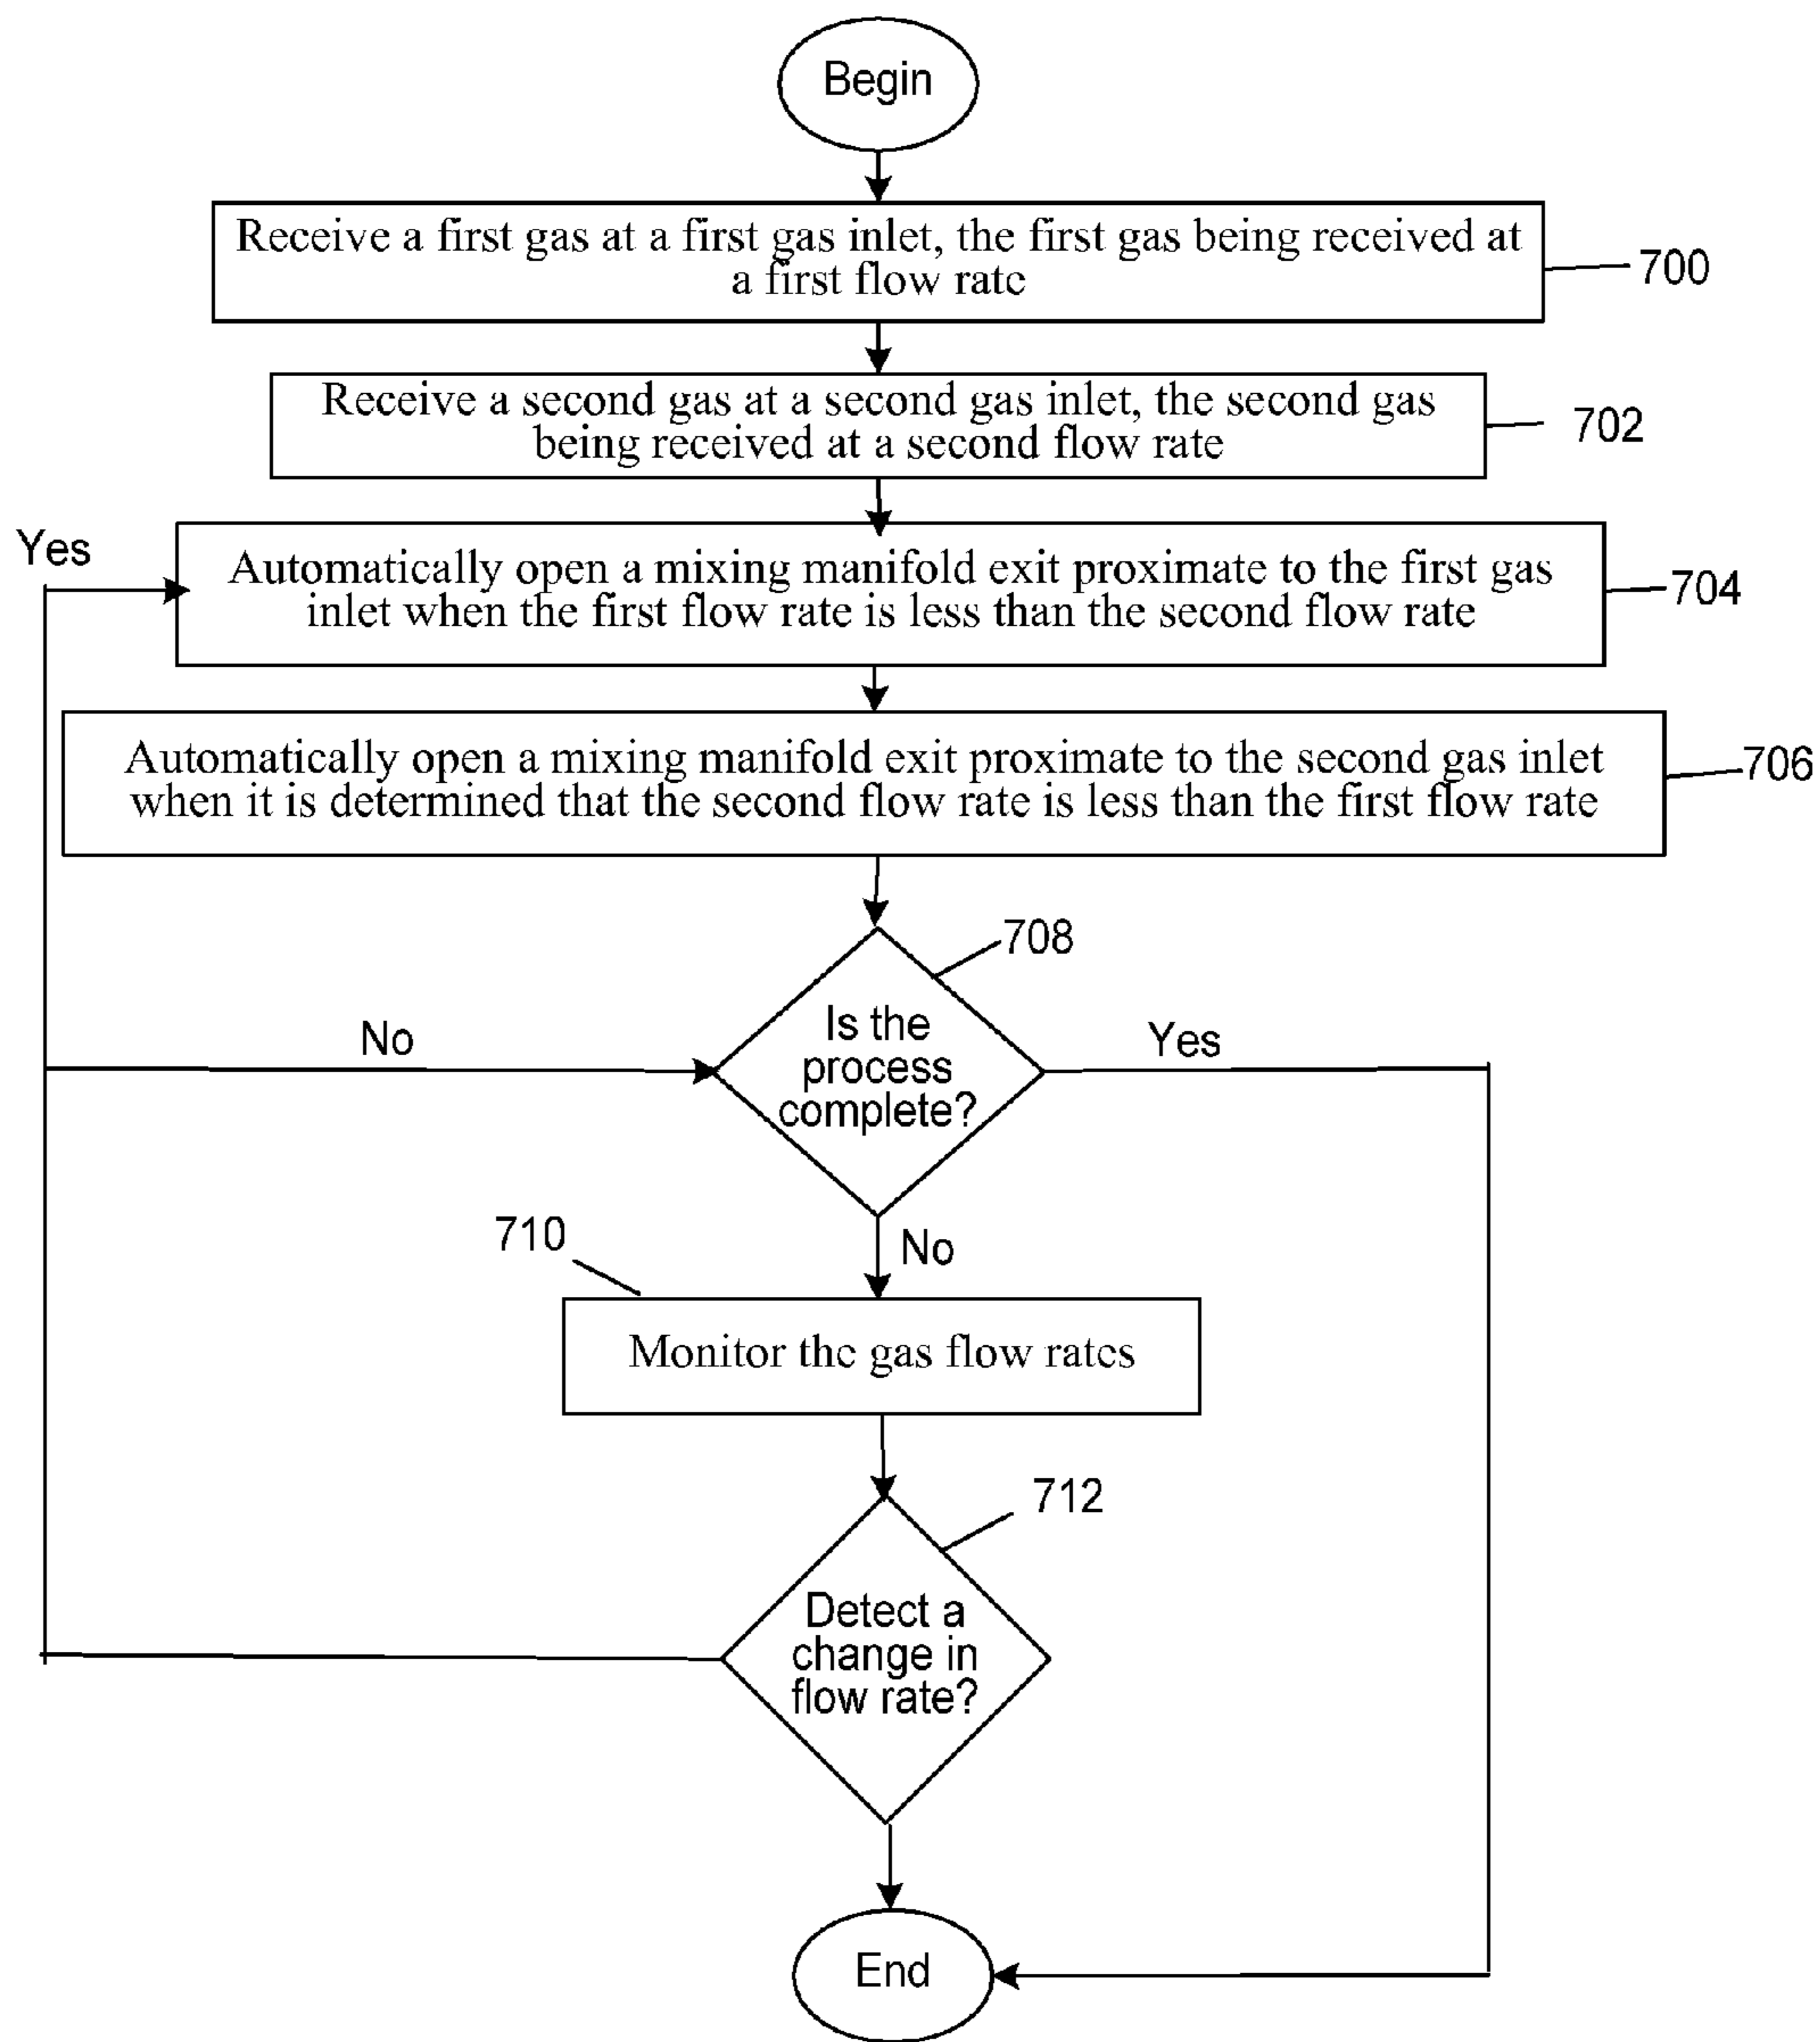 Begin
Receive a first gas at a first gas inlet, the first gas being received at
a first flow rate
700
Receive a second gas at a second gas inlet, the second gas
being received at a second flow rate
702
Yes
Automatically open a mixing manifold exit proximate to the first gas
inlet when the first flow rate is less than the second flow rate
704
Automatically open a mixing manifold exit proximate to the second gas inlet
when it is determined that the second flow rate is less than the first flow rate
706
708
Is the
process
complete?
No
Yes
No
710
Monitor the gas flow rates
712
Detect a
change in
flow rate?
End